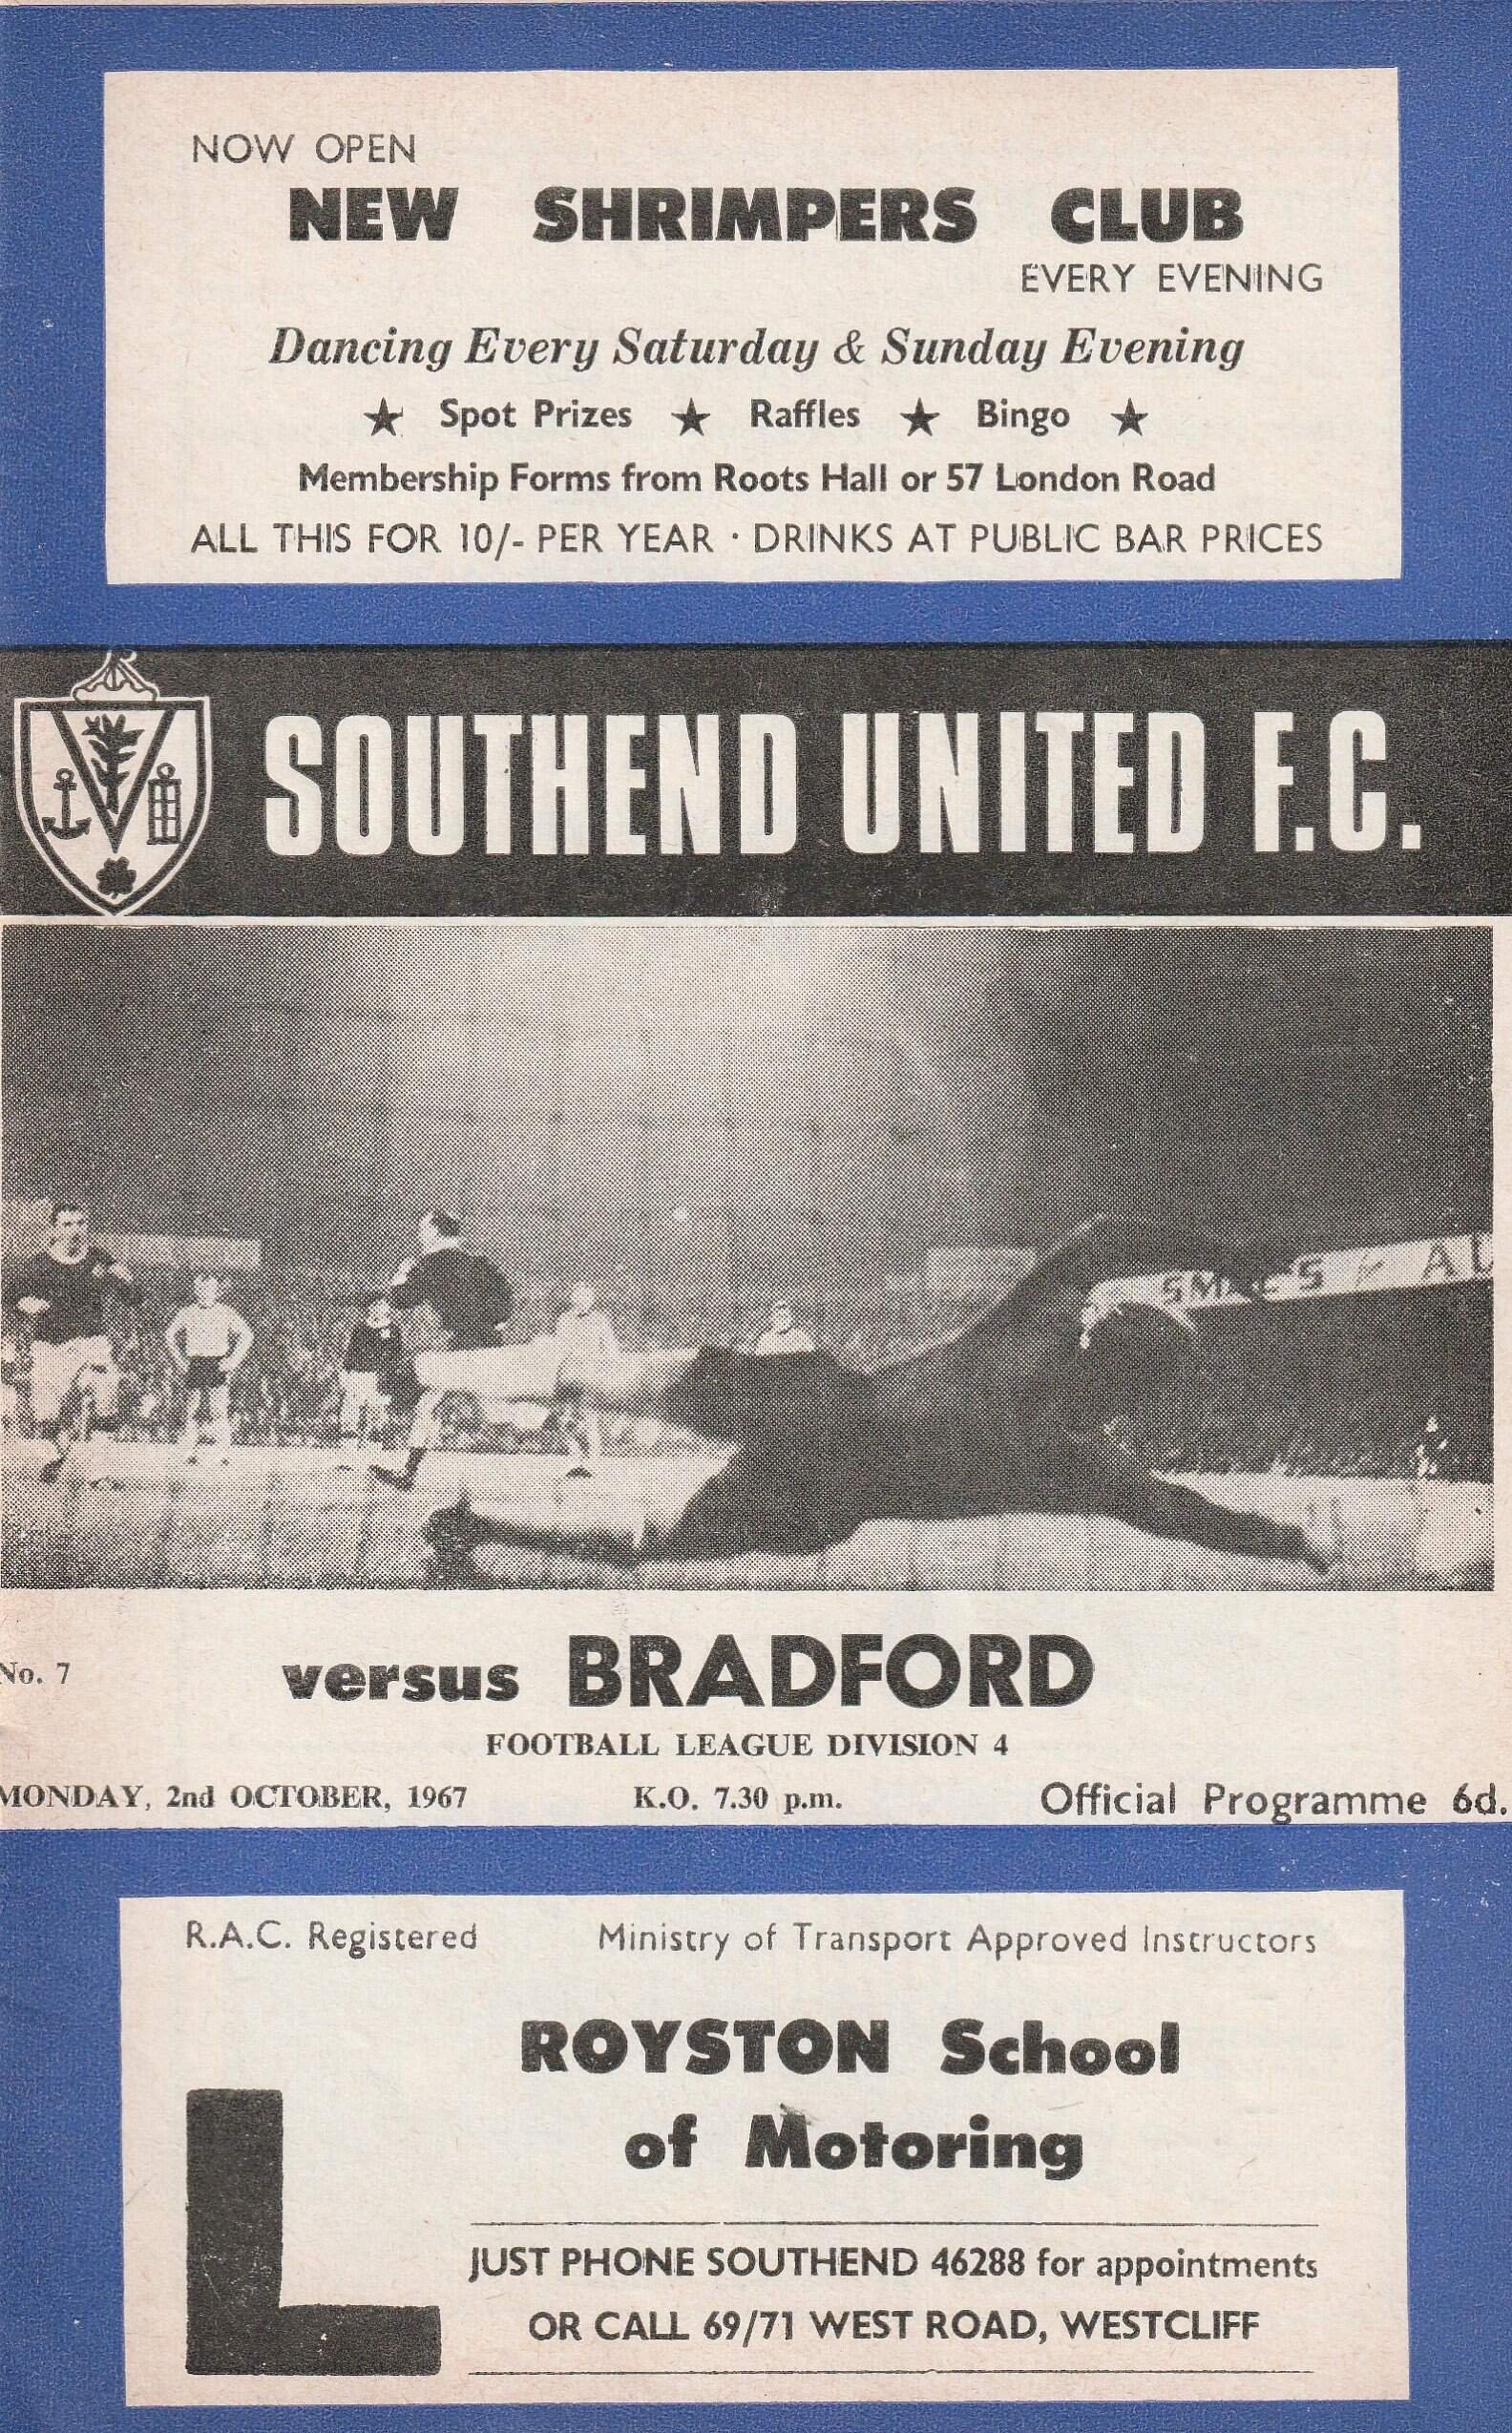 NOW OPEN
NEW SHRIMPERS CLUB
EVERY EVENING
Dancing Every Saturday & Sunday Evening
★ Spot Prizes ★ Raffles ★ Bingo ★
Membership Forms from Roots Hall or 57 London Road
ALL THIS FOR 10/- PER YEAR · DRINKS AT PUBLIC BAR PRICES
SOUTHEND UNITED F.C.
No. 7
versus BRADFORD
FOOTBALL LEAGUE DIVISION 4
MONDAY, 2nd OCTOBER, 1967 K.O. 7.30 p.m. Official Programme 6d.
R.A.C. Registered Ministry of Transport Approved Instructors
L
ROYSTON School
of Motoring
JUST PHONE SOUTHEND 46288 for appointments
OR CALL 69/71 WEST ROAD, WESTCLIFF